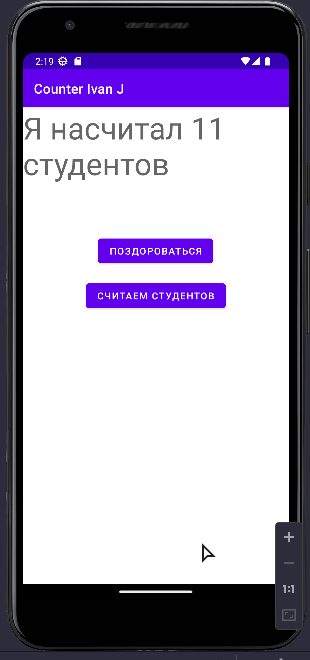 2:19
Counter Ivan J
Я насчитал 11
студентов
ПОЗДОРОВАТЬСЯ
СЧИТАЕМ СТУДЕНТОВ
1:1